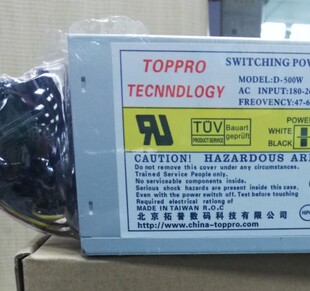 TOPPRO
TECNNDLOGY
SWITCHING POW
MODEL:D-500W
AC INPUT:180-26
FREOVENCY:47-6
TÜV
PRODUCT SERVICE
Bauart
geprüft
POWE
WHITE
BLACK
CAUTION! HAZARDOUS ARE
Do not remove this cover under any circumstances.
Trained Service People only.
No serviceable components inside.
Serious shock hazards are present inside this case,
Even with the power switch off. Test before touching
Required electrical rationg of
MADE IN TAIWAN R.O.C
北京拓普数码科技有限公司
http://www.china-toppro.com